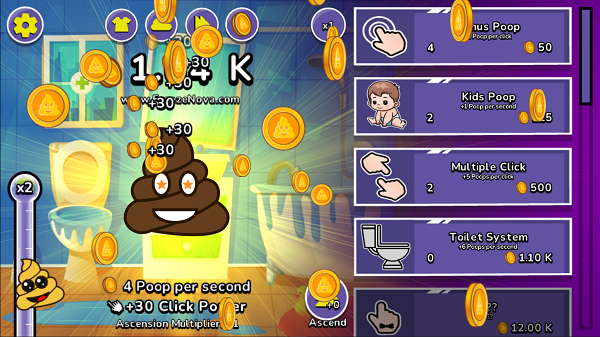 x1
+30
K
+30
+30
+30
+30
x2
4 Poop per second
+30 Click
Ascension Multiplier
+0
Ascend
Poop
Poop per click
4
50
Kids Poop
+1 Poop per second
2
Multiple Click
+5 Poops per click
2
500
Toilet System
+6 Poops per second
0
1.10 K
12.00 K